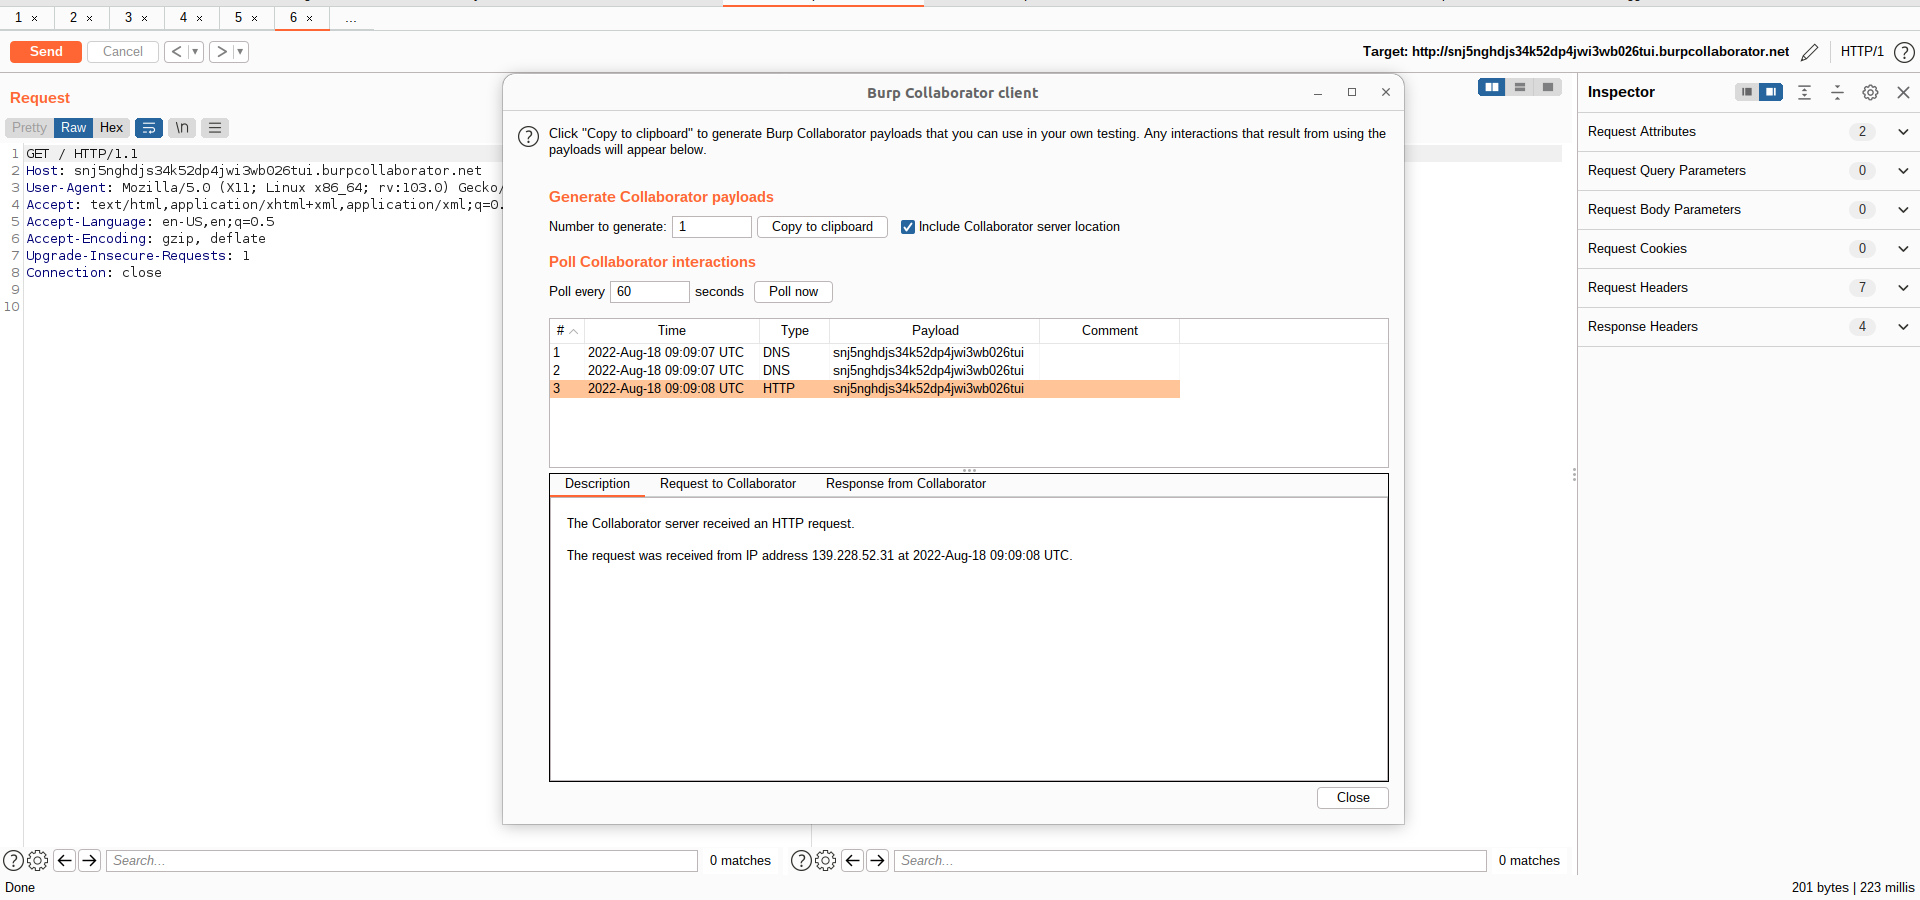 1 × 2 × 3 × 4 × 5 × 6 × ...
Send Cancel < > Target: http://snj5nghdjs34k52dp4jwi3wb026tui.burpcollaborator.net HTTP/1 ?
Request
Pretty Raw Hex \n
1 GET / HTTP/1.1
2 Host: snj5nghdjs34k52dp4jwi3wb026tui.burpcollaborator.net
3 User-Agent: Mozilla/5.0 (X11; Linux x86_64; rv:103.0) Gecko/
4 Accept: text/html,application/xhtml+xml,application/xml;q=0.
5 Accept-Language: en-US,en;q=0.5
6 Accept-Encoding: gzip, deflate
7 Upgrade-Insecure-Requests: 1
8 Connection: close
9
10
Burp Collaborator client
? Click "Copy to clipboard" to generate Burp Collaborator payloads that you can use in your own testing. Any interactions that result from using the
payloads will appear below.
Generate Collaborator payloads
Number to generate: 1 Copy to clipboard Include Collaborator server location
Poll Collaborator interactions
Poll every 60 seconds Poll now
# Time Type Payload Comment
1 2022-Aug-18 09:09:07 UTC DNS snj5nghdjs34k52dp4jwi3wb026tui
2 2022-Aug-18 09:09:07 UTC DNS snj5nghdjs34k52dp4jwi3wb026tui
3 2022-Aug-18 09:09:08 UTC HTTP snj5nghdjs34k52dp4jwi3wb026tui
Description Request to Collaborator Response from Collaborator
The Collaborator server received an HTTP request.
The request was received from IP address 139.228.52.31 at 2022-Aug-18 09:09:08 UTC.
Close
Inspector
Request Attributes 2
Request Query Parameters 0
Request Body Parameters 0
Request Cookies 0
Request Headers 7
Response Headers 4
? Search... 0 matches ? Search... 0 matches
Done 201 bytes | 223 millis